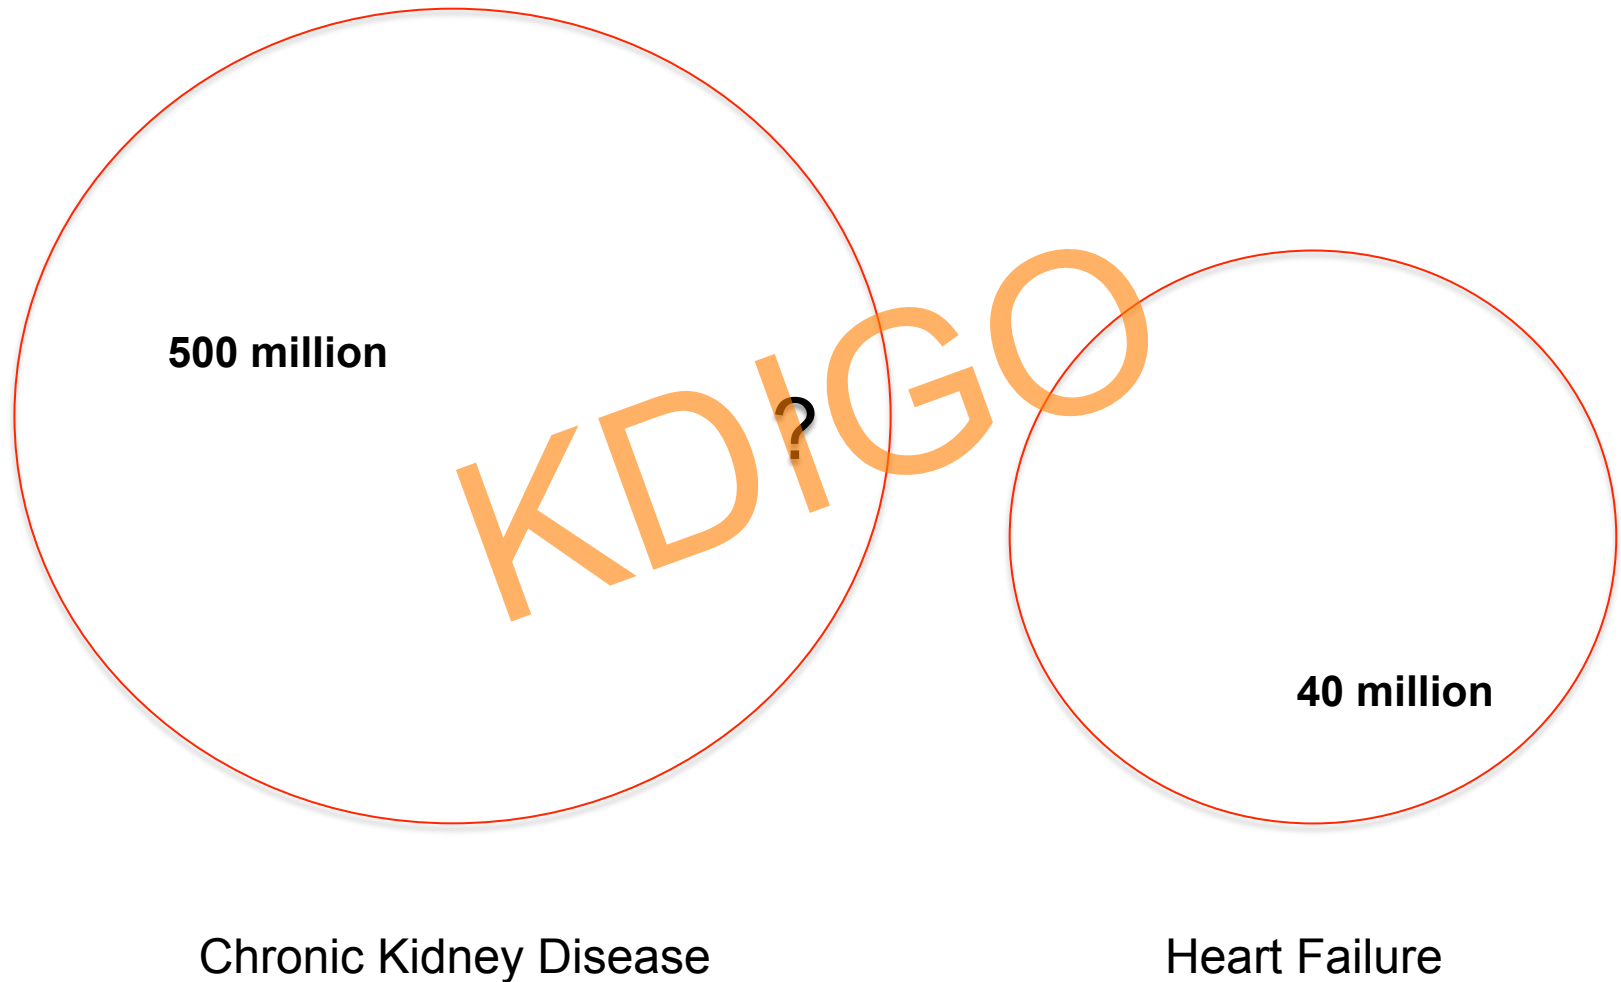 500 million
KDIGO
?
40 million
Chronic Kidney Disease
Heart Failure